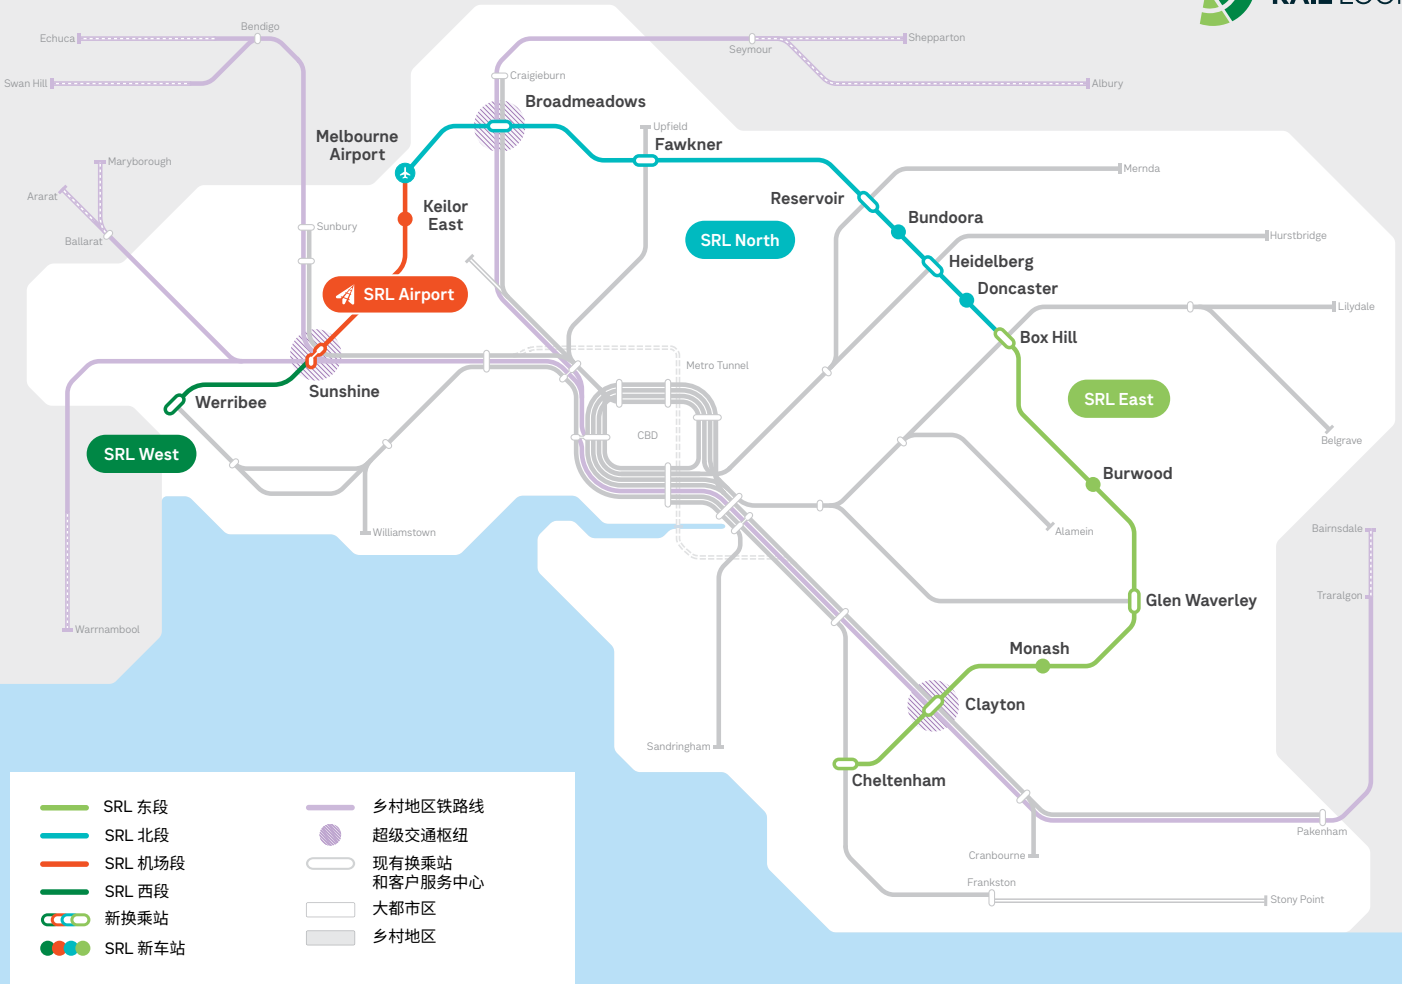 RAIL LOOP
Echuca
Bendigo
Swan Hill
Seymour
Shepparton
Albury
Craigieburn
Broadmeadows
Melbourne
Airport
Upfield
Fawkner
Maryborough
Ararat
Ballarat
Sunbury
Keilor
East
Mernda
Reservoir
Bundoora
SRL North
Hurstbridge
Heidelberg
Doncaster
SRL Airport
Lilydale
Box Hill
Metro Tunnel
Sunshine
Werribee
SRL East
CBD
Belgrave
SRL West
Burwood
Williamstown
Alamein
Bairnsdale
Traralgon
Glen Waverley
Warrnambool
Monash
Clayton
Sandringham
Cheltenham
Pakenham
Cranbourne
Frankston
Stony Point
SRL 东段
SRL 北段
SRL 机场段
SRL 西段
新换乘站
SRL 新车站
乡村地区铁路线
超级交通枢纽
现有换乘站
和客户服务中心
大都市区
乡村地区